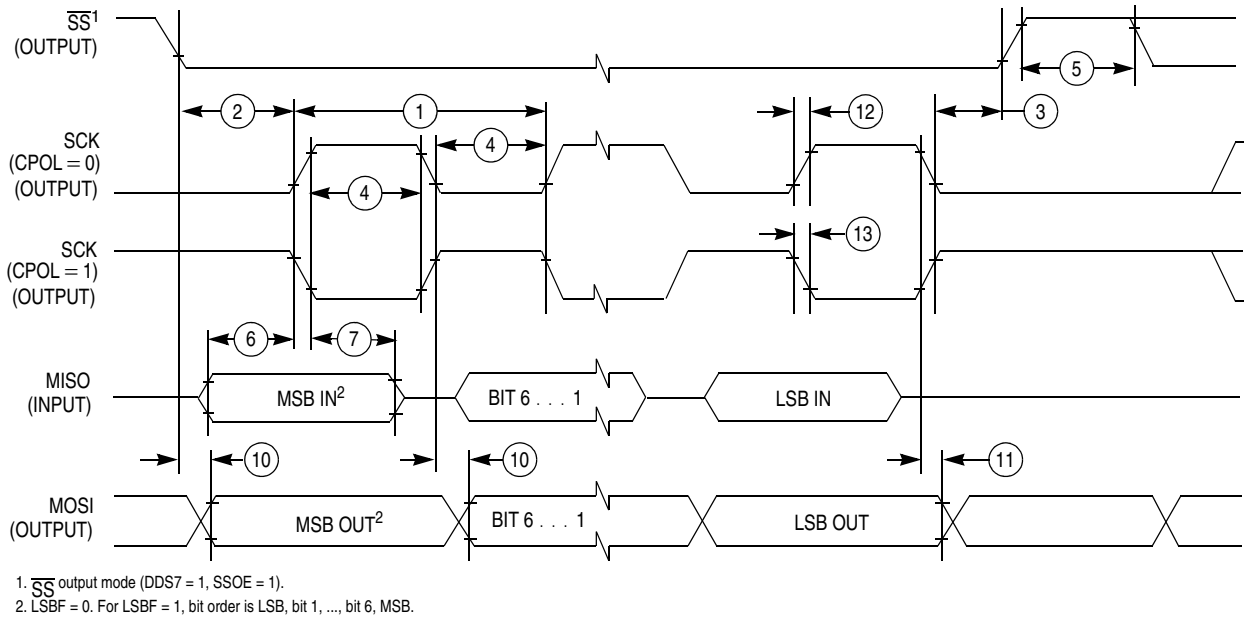 SS¹
(OUTPUT)
5
2
1
12
3
SCK
(CPOL = 0)
(OUTPUT)
4
4
SCK
(CPOL = 1)
(OUTPUT)
13
6
7
MISO
(INPUT)
MSB IN²
BIT 6 . . . 1
LSB IN
10
10
11
MOSI
(OUTPUT)
MSB OUT²
BIT 6 . . . 1
LSB OUT
1. SS output mode (DDS7 = 1, SSOE = 1).
2. LSBF = 0. For LSBF = 1, bit order is LSB, bit 1, ..., bit 6, MSB.